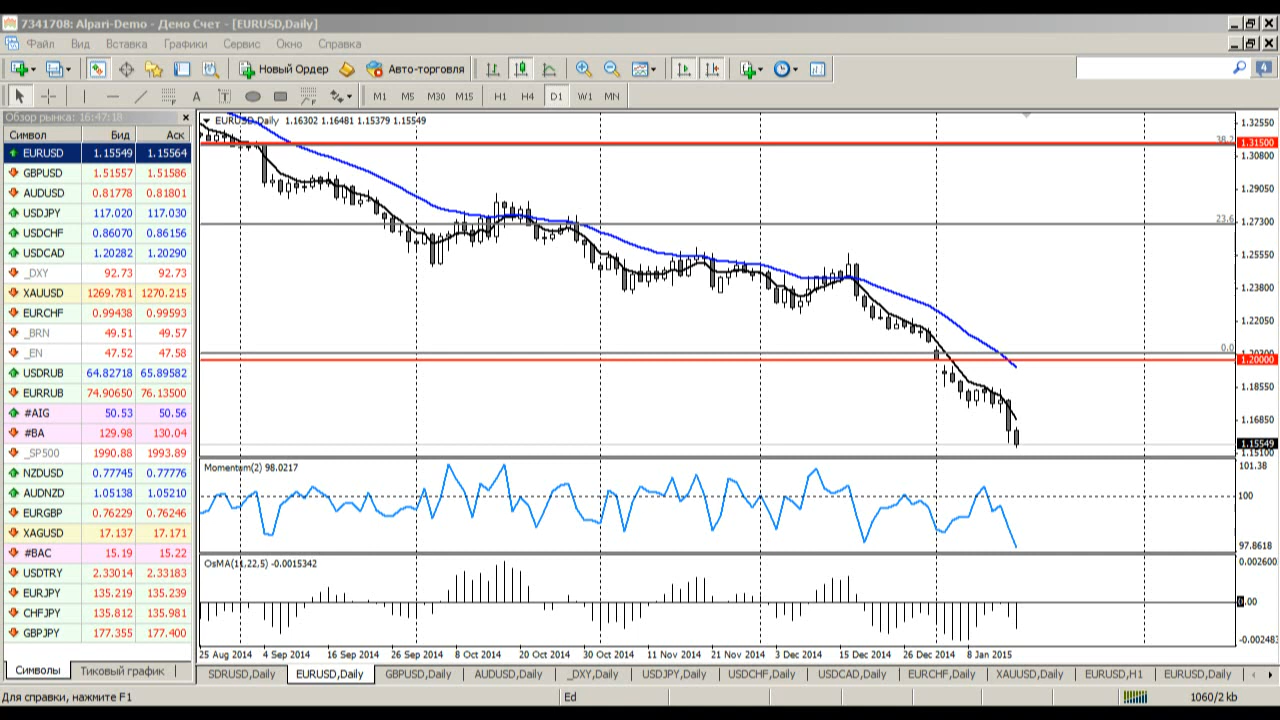 7341708: Alpari-Demo - Демо Счет - [EURUSD,Daily]
Файл Вид Вставка Графики Сервис Окно Справка
Новый Ордер Авто-торговля 4
A T M1 M5 M30 M15 H1 H4 D1 W1 MN
Обзор рынка: 16:47:18
Символ Бид Аск
EURUSD 1.15549 1.15564
GBPUSD 1.51557 1.51586
AUDUSD 0.81778 0.81801
USDJPY 117.020 117.030
USDCHF 0.86070 0.86156
USDCAD 1.20282 1.20290
_DXY 92.73 92.73
XAUUSD 1269.781 1270.215
EURCHF 0.99438 0.99593
_BRN 49.51 49.57
_EN 47.52 47.58
USDRUB 64.82718 65.89582
EURRUB 74.90650 76.13500
#AIG 50.53 50.56
#BA 129.98 130.04
_SP500 1990.88 1993.89
NZDUSD 0.77745 0.77776
AUDNZD 1.05138 1.05210
EURGBP 0.76229 0.76246
XAGUSD 17.137 17.171
#BAC 15.19 15.22
USDTRY 2.33014 2.33183
EURJPY 135.219 135.239
CHFJPY 135.812 135.981
GBPJPY 177.355 177.400
Символы Тиковый график
EURUSD,Daily 1.16302 1.16481 1.15379 1.15549
1.32550
38.2 1.31500
1.30800
1.29050
23.6 1.27300
1.25550
1.23800
1.22050
0.0 1.20300
1.20000
1.18550
1.16850
1.15549
1.15100
Momentum(2) 98.0217
101.38
100
97.8618
OsMA(11,22,5) -0.0015342
0.002600
0.00
-0.002483
25 Aug 2014 4 Sep 2014 16 Sep 2014 26 Sep 2014 8 Oct 2014 20 Oct 2014 30 Oct 2014 11 Nov 2014 21 Nov 2014 3 Dec 2014 15 Dec 2014 26 Dec 2014 8 Jan 2015
SDRUSD,Daily EURUSD,Daily GBPUSD,Daily AUDUSD,Daily _DXY,Daily USDJPY,Daily USDCHF,Daily USDCAD,Daily EURCHF,Daily XAUUSD,Daily EURUSD,H1 EURUSD,Daily
Для справки, нажмите F1 Ed 1060/2 kb